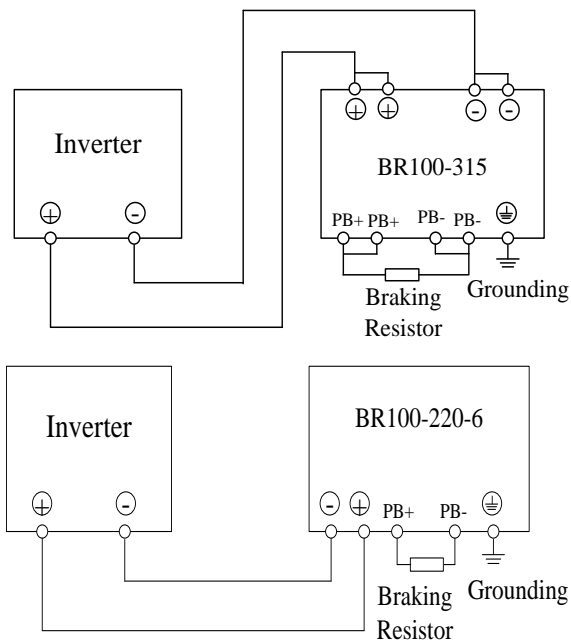 ⊕ ⊕ ⊖ ⊖
Inverter
BR100-315
⊕ ⊖
PB+ PB+ PB- PB- ⏚
Braking Resistor
Grounding
Inverter
BR100-220-6
⊕ ⊖
⊖ ⊕ PB+ PB- ⏚
Braking Resistor
Grounding